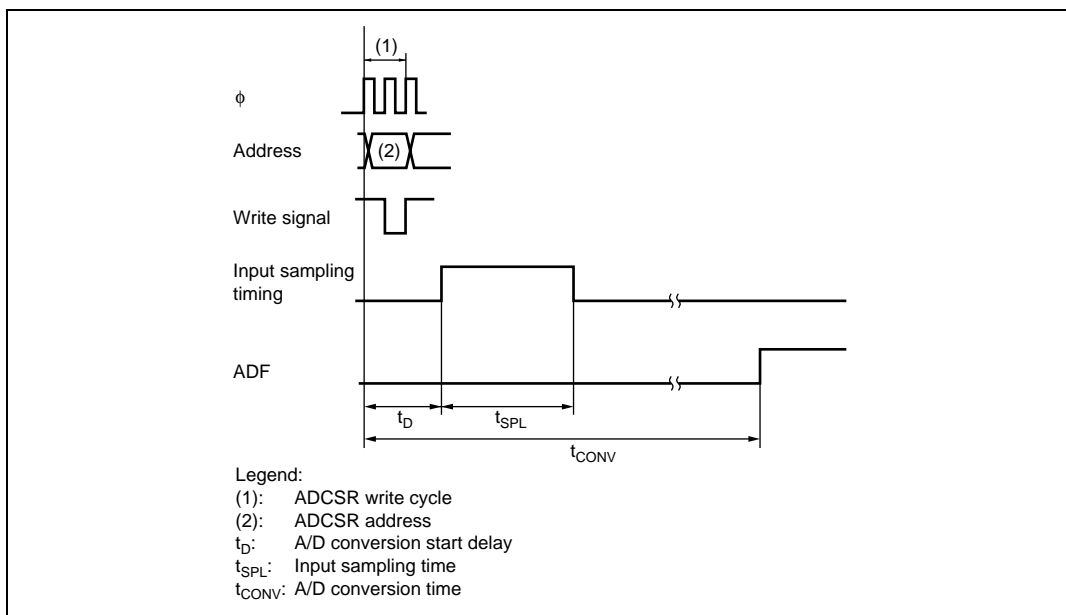 (1)
ϕ
Address
(2)
Write signal
Input sampling
timing
ADF
tD
tSPL
tCONV
Legend:
(1): ADCSR write cycle
(2): ADCSR address
tD: A/D conversion start delay
tSPL: Input sampling time
tCONV: A/D conversion time